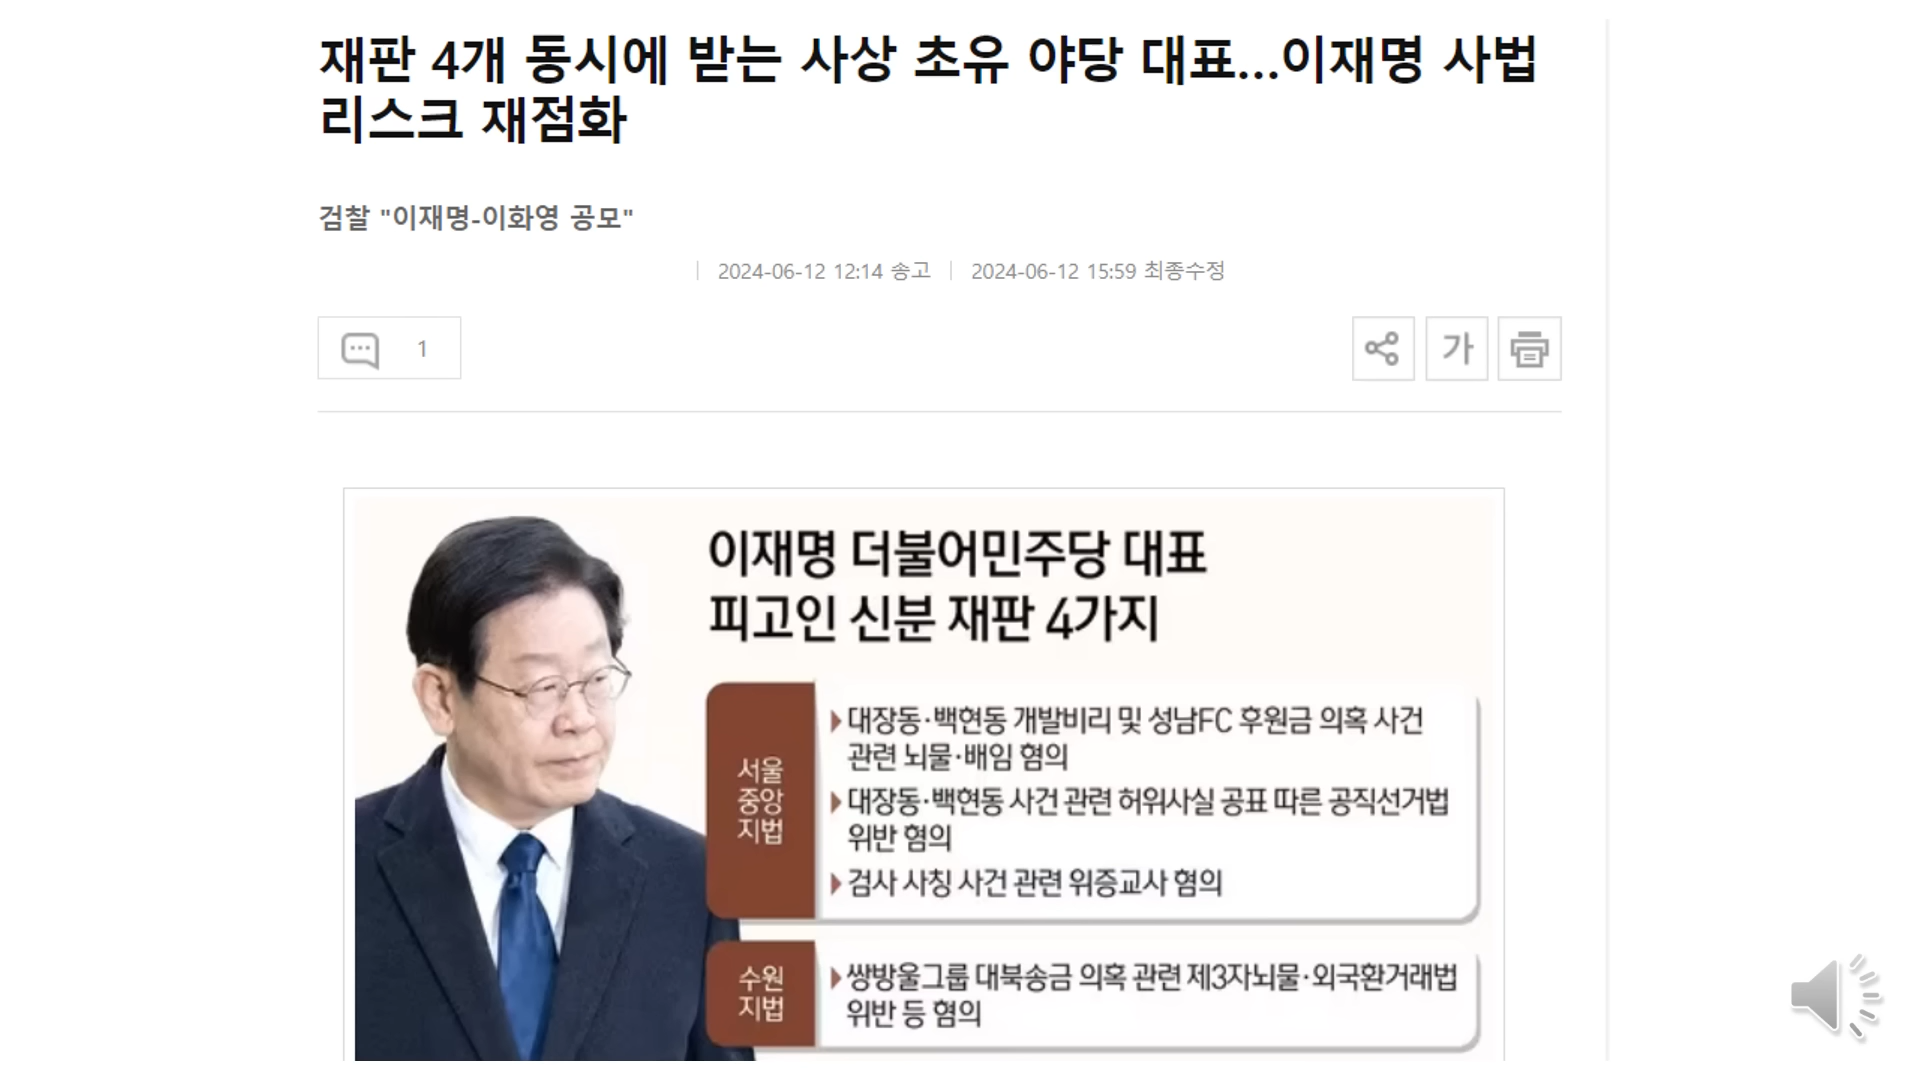 재판 4개 동시에 받는 사상 초유 야당 대표…이재명 사법
리스크 재점화
검찰 "이재명-이화영 공모"
2024-06-12 12:14 송고
2024-06-12 15:59 최종수정
1
가
이재명 더불어민주당 대표
피고인 신분 재판 4가지
서울
중앙
지법
대장동·백현동 개발비리 및 성남FC 후원금 의혹 사건
관련 뇌물·배임 혐의
대장동·백현동 사건 관련 허위사실 공표 따른 공직선거법
위반 혐의
검사 사칭 사건 관련 위증교사 혐의
수원
지법
쌍방울그룹 대북송금 의혹 관련 제3자뇌물·외국환거래법
위반 등 혐의